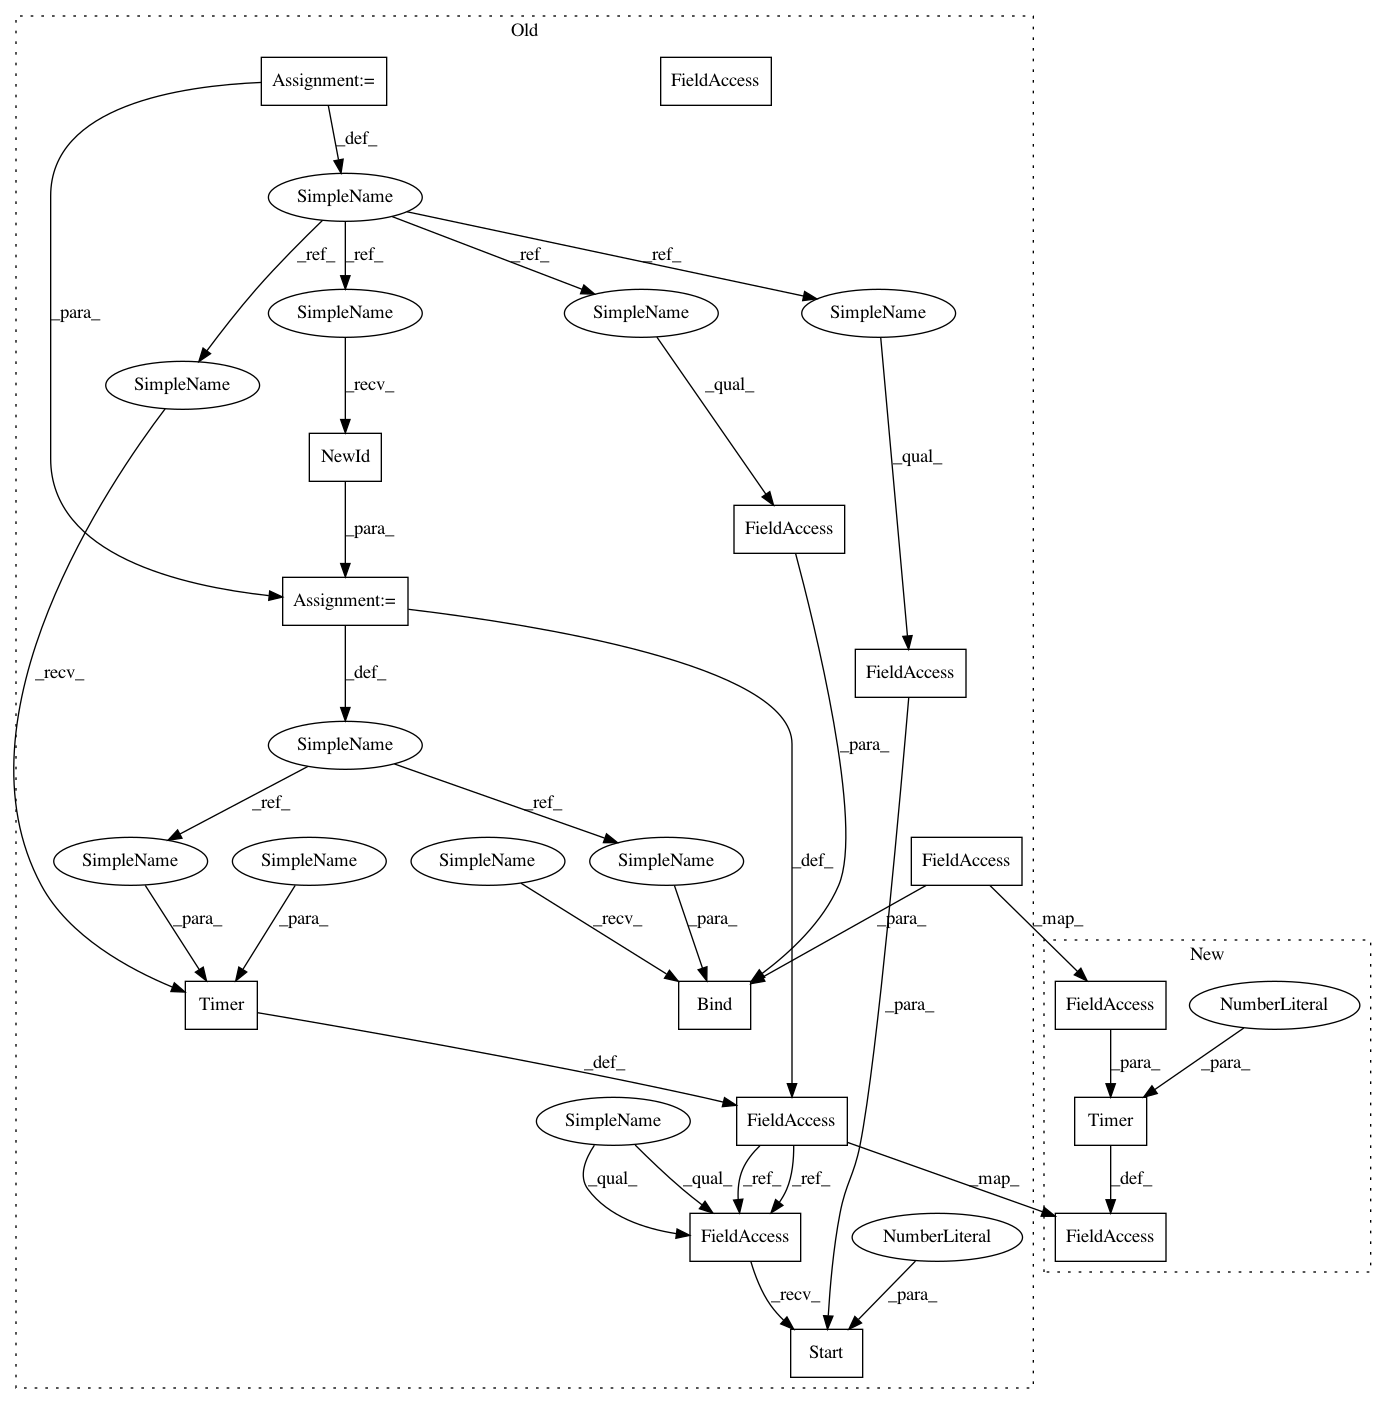 Old
Assignment:=
FieldAccess
_def_
SimpleName
_ref_
_ref_
_ref_
_ref_
_para_
SimpleName
SimpleName
SimpleName
SimpleName
_recv_
_qual_
NewId
_qual_
FieldAccess
_para_
Assignment:=
_recv_
_def_
FieldAccess
SimpleName
_para_
_ref_
_ref_
SimpleName
SimpleName
SimpleName
SimpleName
_def_
FieldAccess
_para_
_para_
_recv_
_para_
_para_
_map_
New
Timer
Bind
_para_
FieldAccess
NumberLiteral
_def_
_para_
_para_
SimpleName
FieldAccess
Timer
_qual_
_qual_
_ref_
_ref_
_map_
_def_
FieldAccess
NumberLiteral
FieldAccess
_recv_
_para_
Start